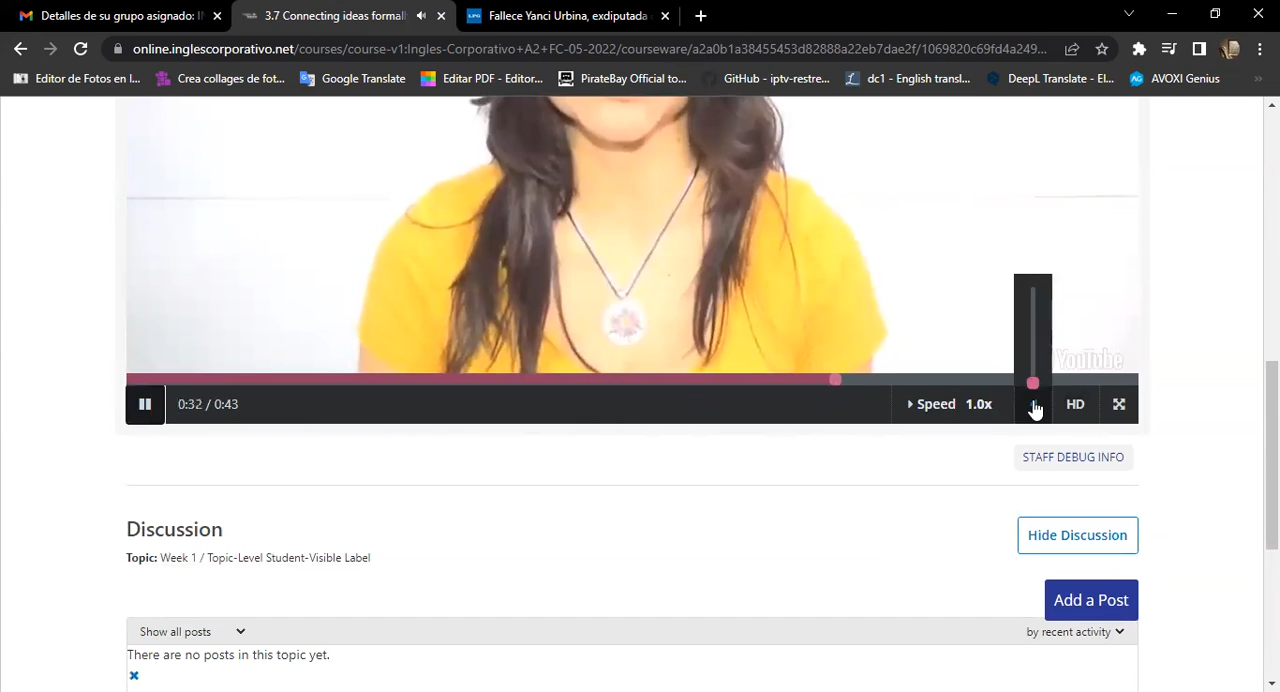 Detalles de su grupo asignado: I
3.7 Connecting ideas formall
LPG Fallece Yanci Urbina, exdiputada
online.inglescorporativo.net/courses/course-v1:Ingles-Corporativo+A2+FC-05-2022/courseware/a2a0b1a38455453d82888a22eb7dae2f/1069820c69fd4a249...
Editor de Fotos en l... Crea collages de fot... Google Translate Editar PDF - Editor... PirateBay Official to... GitHub - iptv-restre... dc1 - English transl... DeepL Translate - El... AVOXI Genius »
YouTube
0:32 / 0:43 Speed 1.0x HD
STAFF DEBUG INFO
Discussion
Hide Discussion
Topic: Week 1 / Topic-Level Student-Visible Label
Add a Post
Show all posts by recent activity
There are no posts in this topic yet.